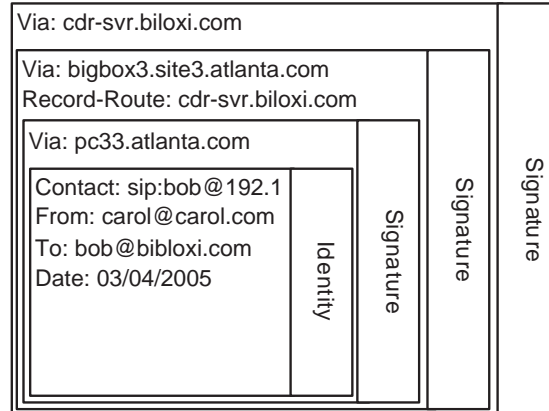 Via: cdr-svr.biloxi.com
Via: bigbox3.site3.atlanta.com
Record-Route: cdr-svr.biloxi.com
Via: pc33.atlanta.com
Contact: sip:bob@192.1
From: carol@carol.com
To: bob@bibloxi.com
Date: 03/04/2005
Identity
Signature
Signature
Signature